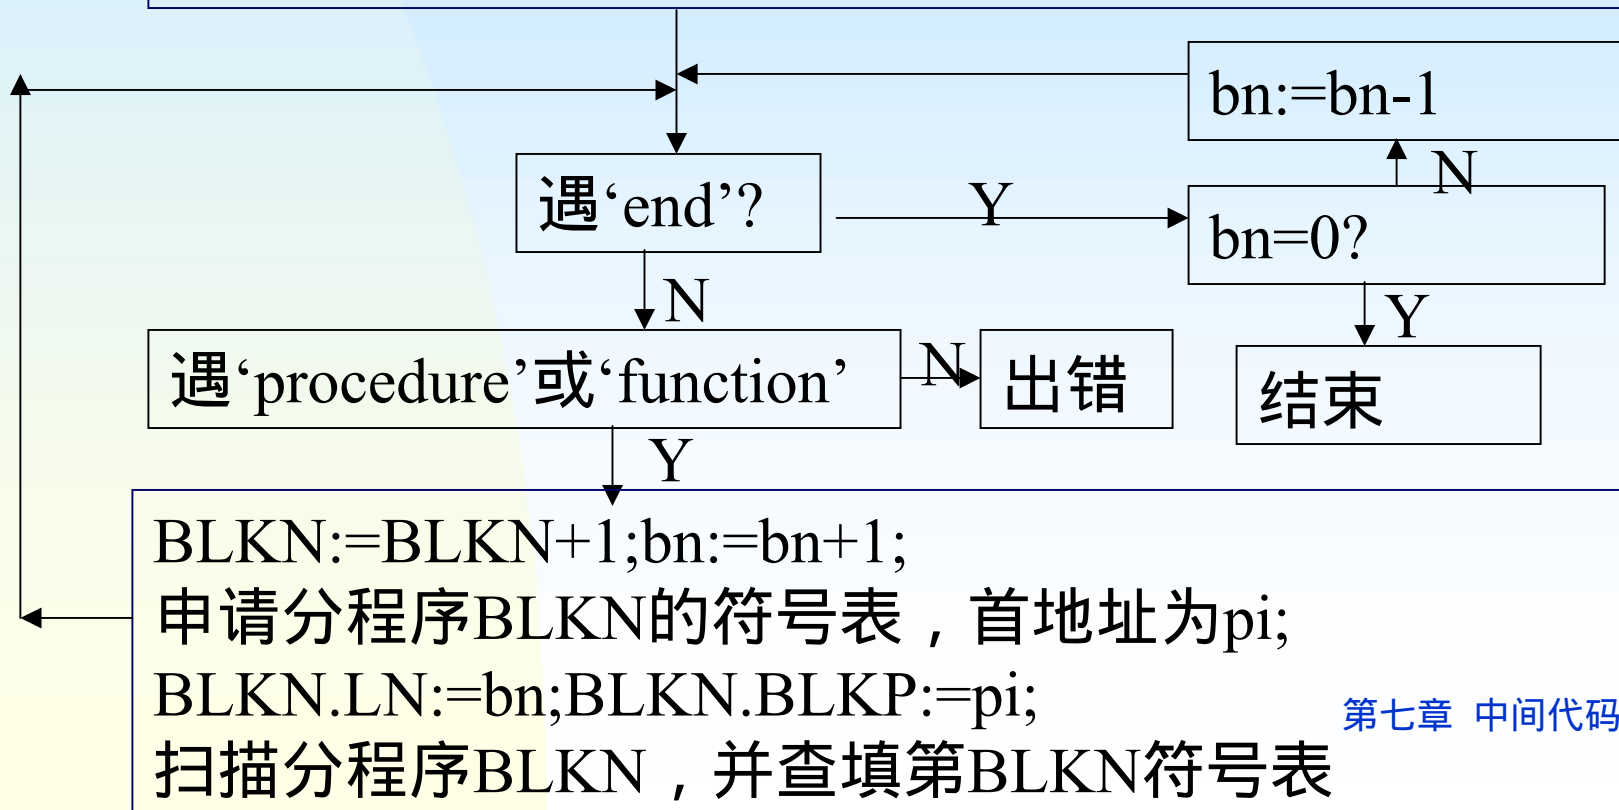 bn:=bn-1
N
遇‘end’?
Y
bn=0?
N
Y
遇‘procedure’或‘function’
N
出错
结束
Y
BLKN:=BLKN+1;bn:=bn+1;
申请分程序BLKN的符号表，首地址为pi;
BLKN.LN:=bn;BLKN.BLKP:=pi;
第七章 中间代码
扫描分程序BLKN，并查填第BLKN符号表